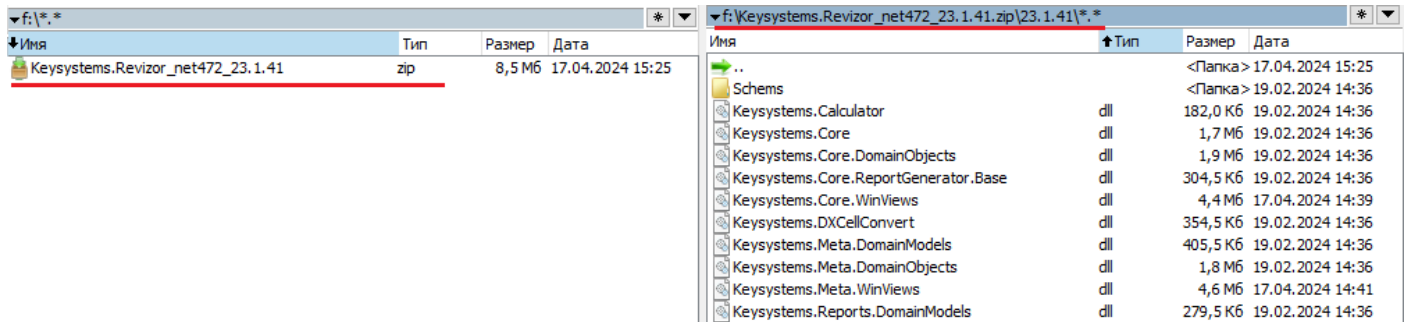 f:\*.*
*
Имя Тип Размер Дата
Keysystems.Revizor_net472_23.1.41 zip 8,5 Мб 17.04.2024 15:25
f:\Keysystems.Revizor_net472_23.1.41.zip\23.1.41\*.*
*
Имя Тип Размер Дата
.. <Папка> 17.04.2024 15:25
Schems <Папка> 19.02.2024 14:36
Keysystems.Calculator dll 182,0 Кб 19.02.2024 14:36
Keysystems.Core dll 1,7 Мб 19.02.2024 14:36
Keysystems.Core.DomainObjects dll 1,9 Мб 19.02.2024 14:36
Keysystems.Core.ReportGenerator.Base dll 304,5 Кб 19.02.2024 14:36
Keysystems.Core.WinViews dll 4,4 Мб 17.04.2024 14:39
Keysystems.DXCellConvert dll 354,5 Кб 19.02.2024 14:36
Keysystems.Meta.DomainModels dll 405,5 Кб 19.02.2024 14:36
Keysystems.Meta.DomainObjects dll 1,8 Мб 19.02.2024 14:36
Keysystems.Meta.WinViews dll 4,6 Мб 17.04.2024 14:41
Keysystems.Reports.DomainModels dll 279,5 Кб 19.02.2024 14:36